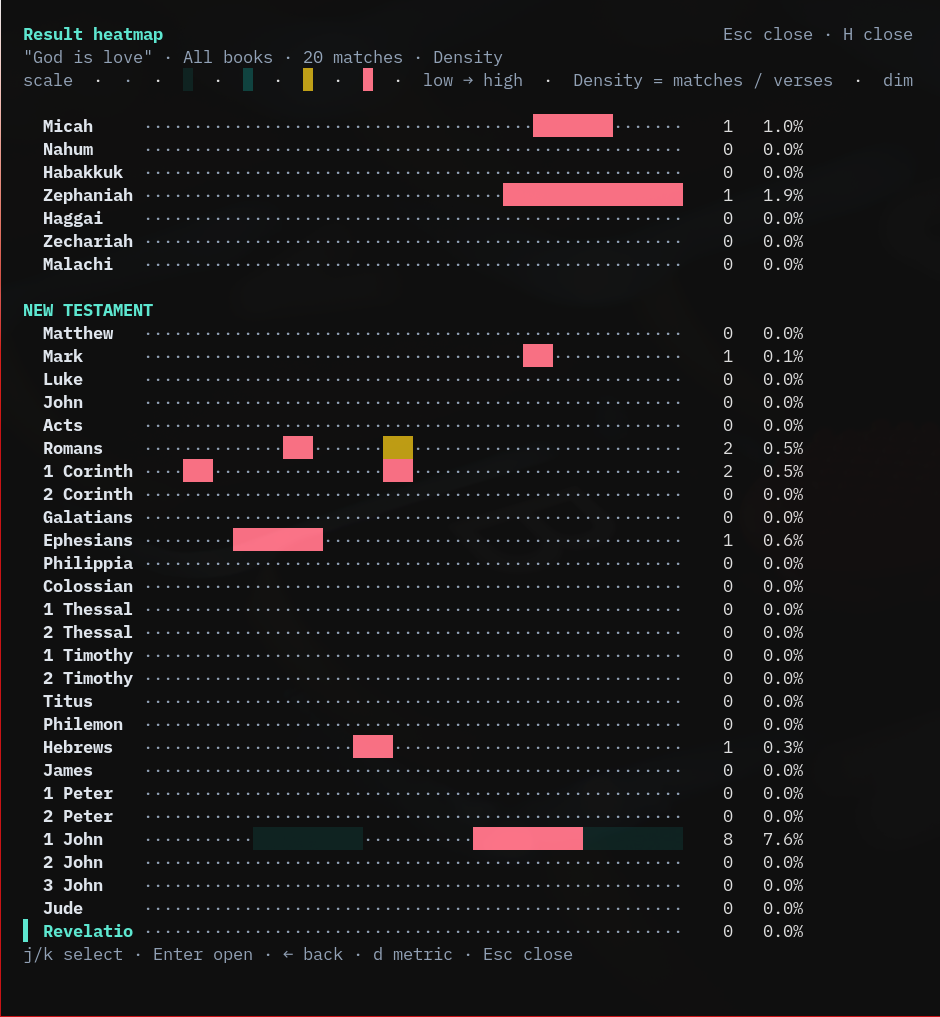 Result heatmap Esc close · H close
"God is love" · All books · 20 matches · Density
scale · · · · · · · low → high · Density = matches / verses · dim
Micah 1 1.0%
Nahum 0 0.0%
Habakkuk 0 0.0%
Zephaniah 1 1.9%
Haggai 0 0.0%
Zechariah 0 0.0%
Malachi 0 0.0%
NEW TESTAMENT
Matthew 0 0.0%
Mark 1 0.1%
Luke 0 0.0%
John 0 0.0%
Acts 0 0.0%
Romans 2 0.5%
1 Corinth 2 0.5%
2 Corinth 0 0.0%
Galatians 0 0.0%
Ephesians 1 0.6%
Philippia 0 0.0%
Colossian 0 0.0%
1 Thessal 0 0.0%
2 Thessal 0 0.0%
1 Timothy 0 0.0%
2 Timothy 0 0.0%
Titus 0 0.0%
Philemon 0 0.0%
Hebrews 1 0.3%
James 0 0.0%
1 Peter 0 0.0%
2 Peter 0 0.0%
1 John 8 7.6%
2 John 0 0.0%
3 John 0 0.0%
Jude 0 0.0%
Revelatio 0 0.0%
j/k select · Enter open · ← back · d metric · Esc close